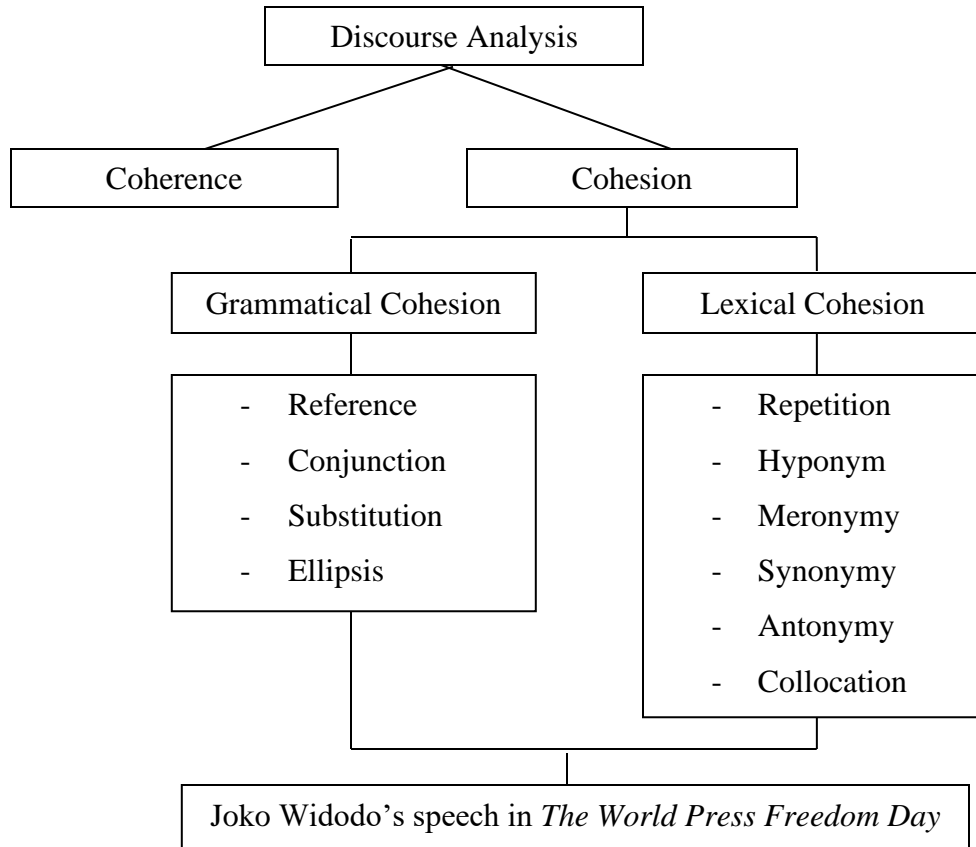 Discourse Analysis
Coherence
Cohesion
Grammatical Cohesion
Lexical Cohesion
- Reference
- Conjunction
- Substitution
- Ellipsis
- Repetition
- Hyponym
- Meronymy
- Synonymy
- Antonymy
- Collocation
Joko Widodo’s speech in The World Press Freedom Day